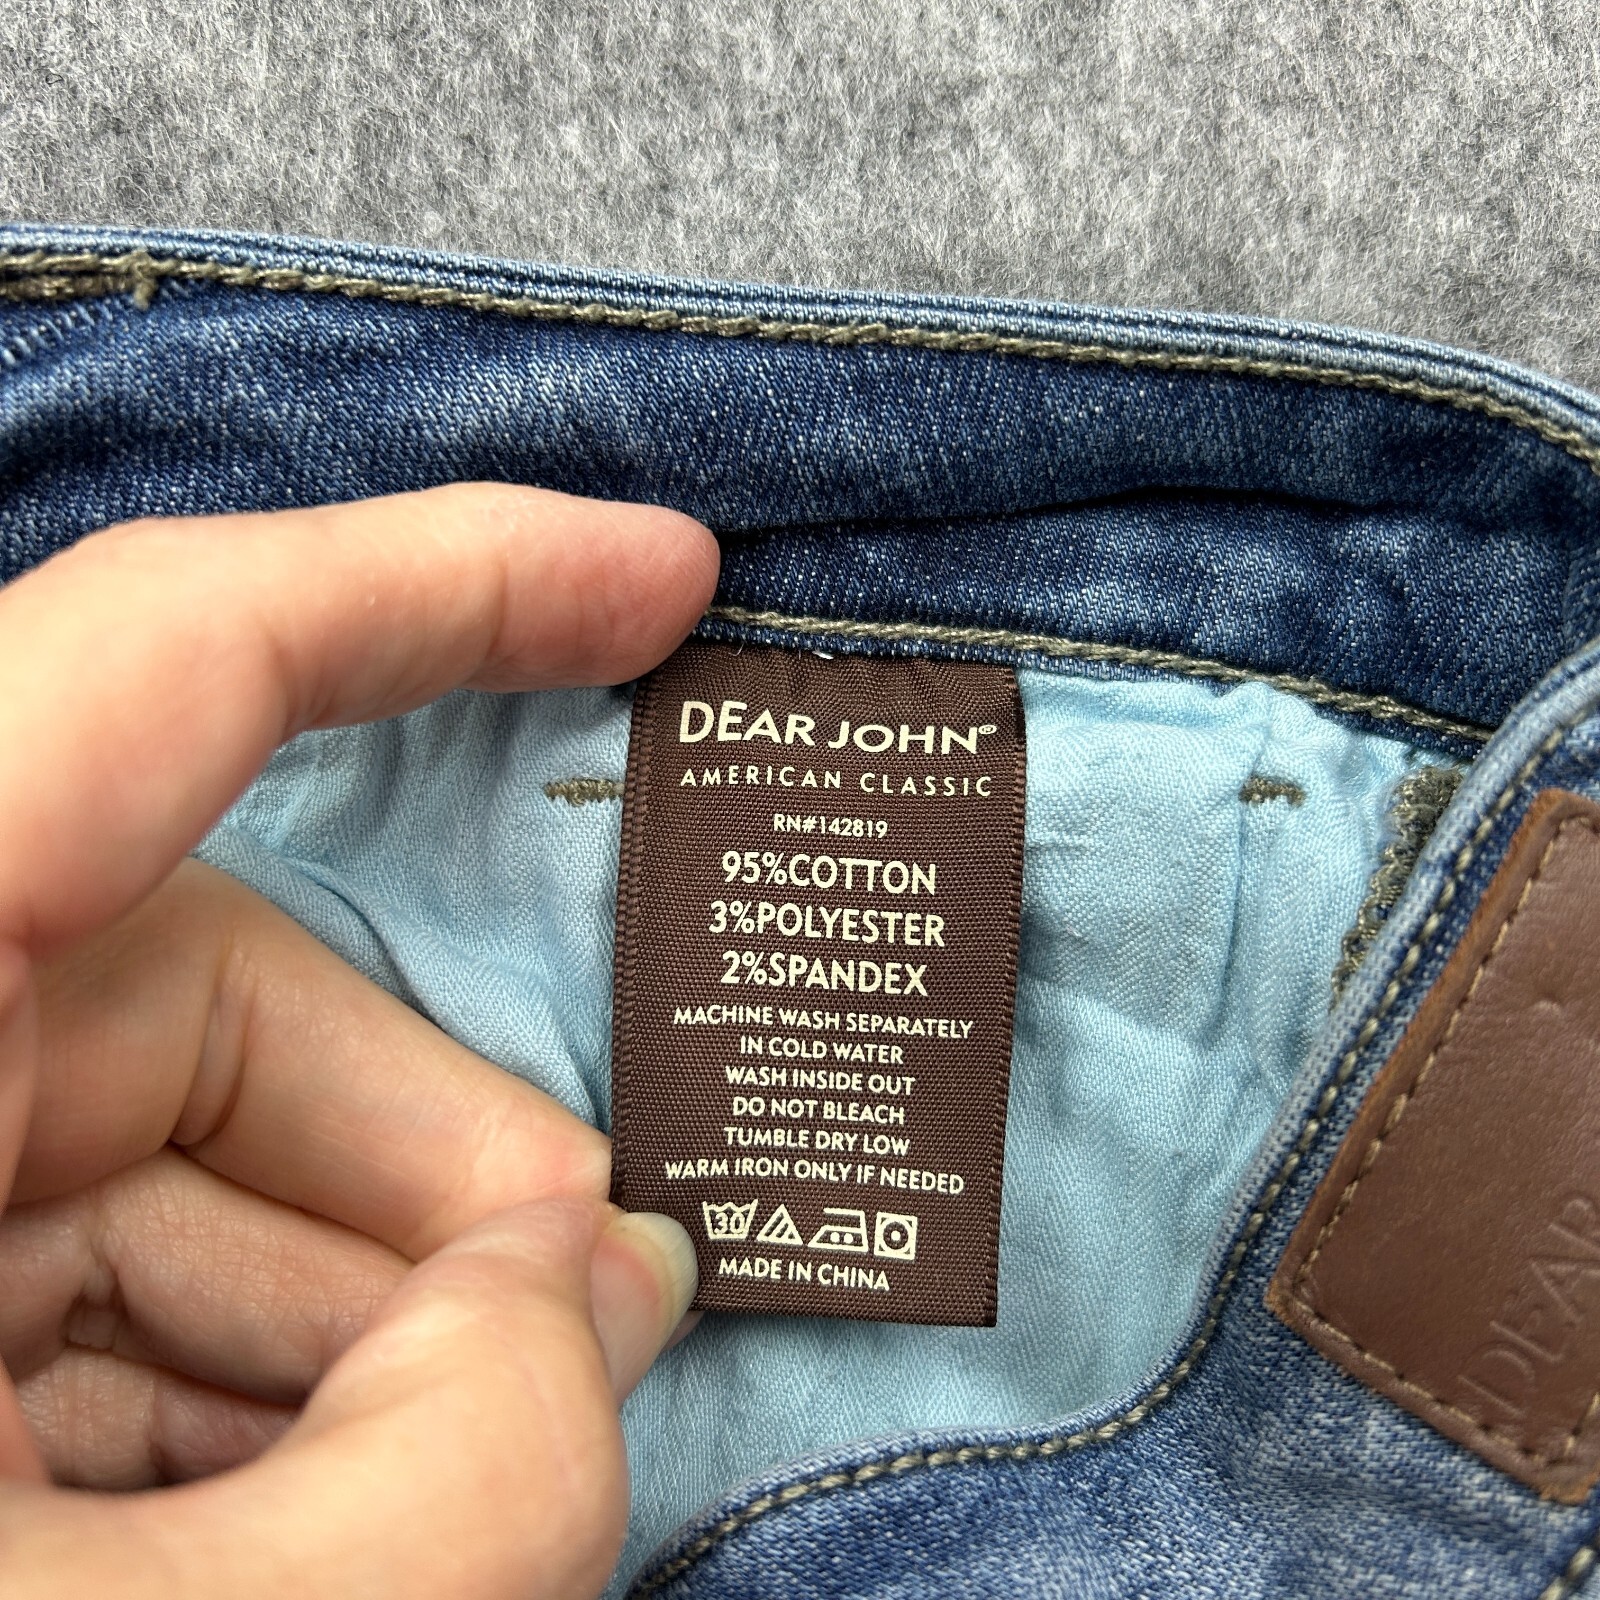 DEAR JOHN®
AMERICAN CLASSIC
RN#142819
95%COTTON
3%POLYESTER
2%SPANDEX
MACHINE WASH SEPARATELY
IN COLD WATER
WASH INSIDE OUT
DO NOT BLEACH
TUMBLE DRY LOW
WARM IRON ONLY IF NEEDED
30
MADE IN CHINA
DEAR